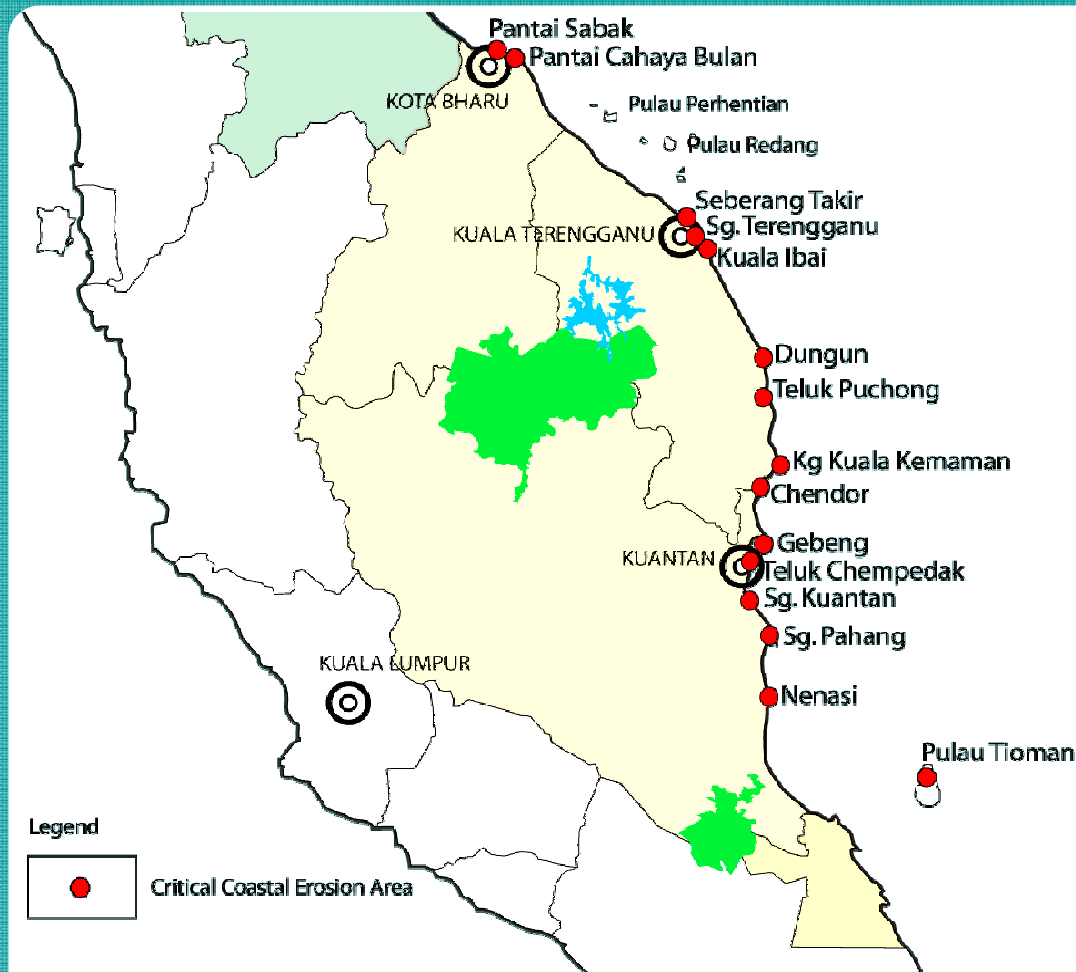 Pantai Sabak
Pantai Cahaya Bulan
KOTA BHARU
Pulau Perhentian
Pulau Redang
Seberang Takir
KUALA TERENGGANU
Sg. Terengganu
Kuala Ibai
Dungun
Teluk Puchong
Kg Kuala Kemaman
Chendor
Gebeng
KUANTAN
Teluk Chempedak
Sg. Kuantan
Sg. Pahang
KUALA LUMPUR
Nenasi
Pulau Tioman
Legend
Critical Coastal Erosion Area